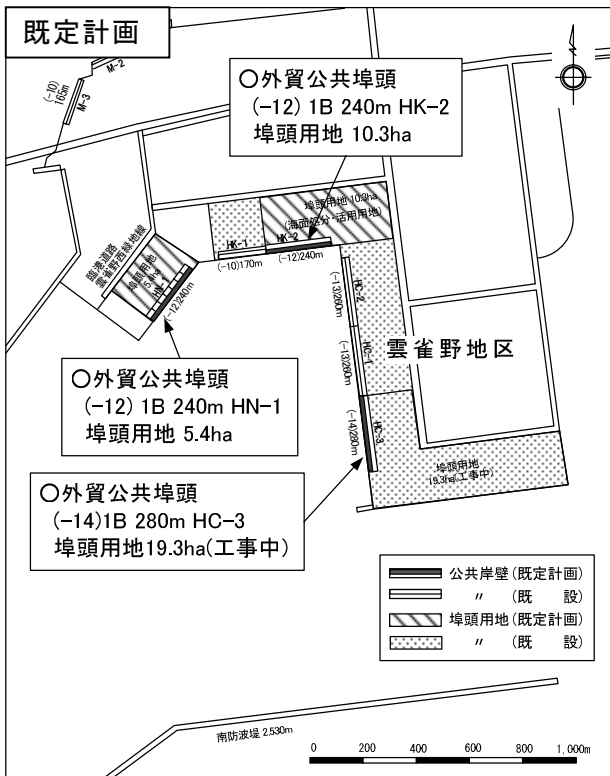 既定計画
M-2
M-3
(-10)
165m
○外貿公共埠頭
(-12) 1B 240m HK-2
埠頭用地 10.3ha
埠頭用地 10.3ha
(海面処分・活用用地)
HK-1
HK-2
(-10)170m
(-12)240m
臨港道路
雲雀野西緑地線
埠頭用地
5.4ha
HN-1
(-12)240m
HC-2
(-13)260m
HC-1
(-13)260m
雲雀野地区
HC-3
(-14)280m
○外貿公共埠頭
(-12) 1B 240m HN-1
埠頭用地 5.4ha
埠頭用地
19.3ha(工事中)
○外貿公共埠頭
(-14)1B 280m HC-3
埠頭用地19.3ha(工事中)
公共岸壁(既定計画)
〃 (既 設)
埠頭用地(既定計画)
〃 (既 設)
南防波堤 2,530m
0 200 400 600 800 1,000m